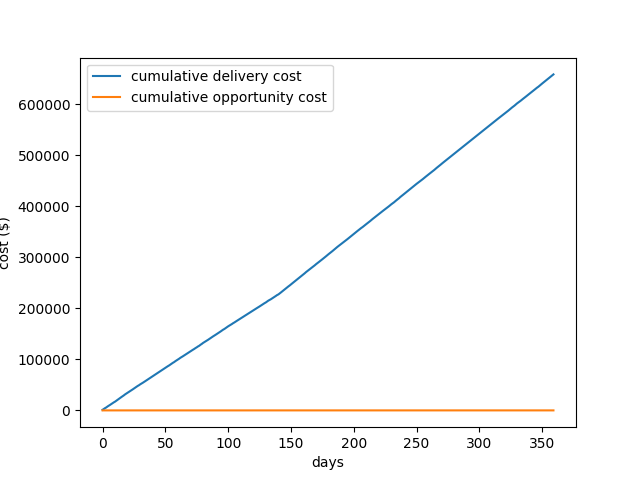 cumulative delivery cost
cumulative opportunity cost
600000
500000
400000
300000
200000
100000
0
cost ($)
0 50 100 150 200 250 300 350
days